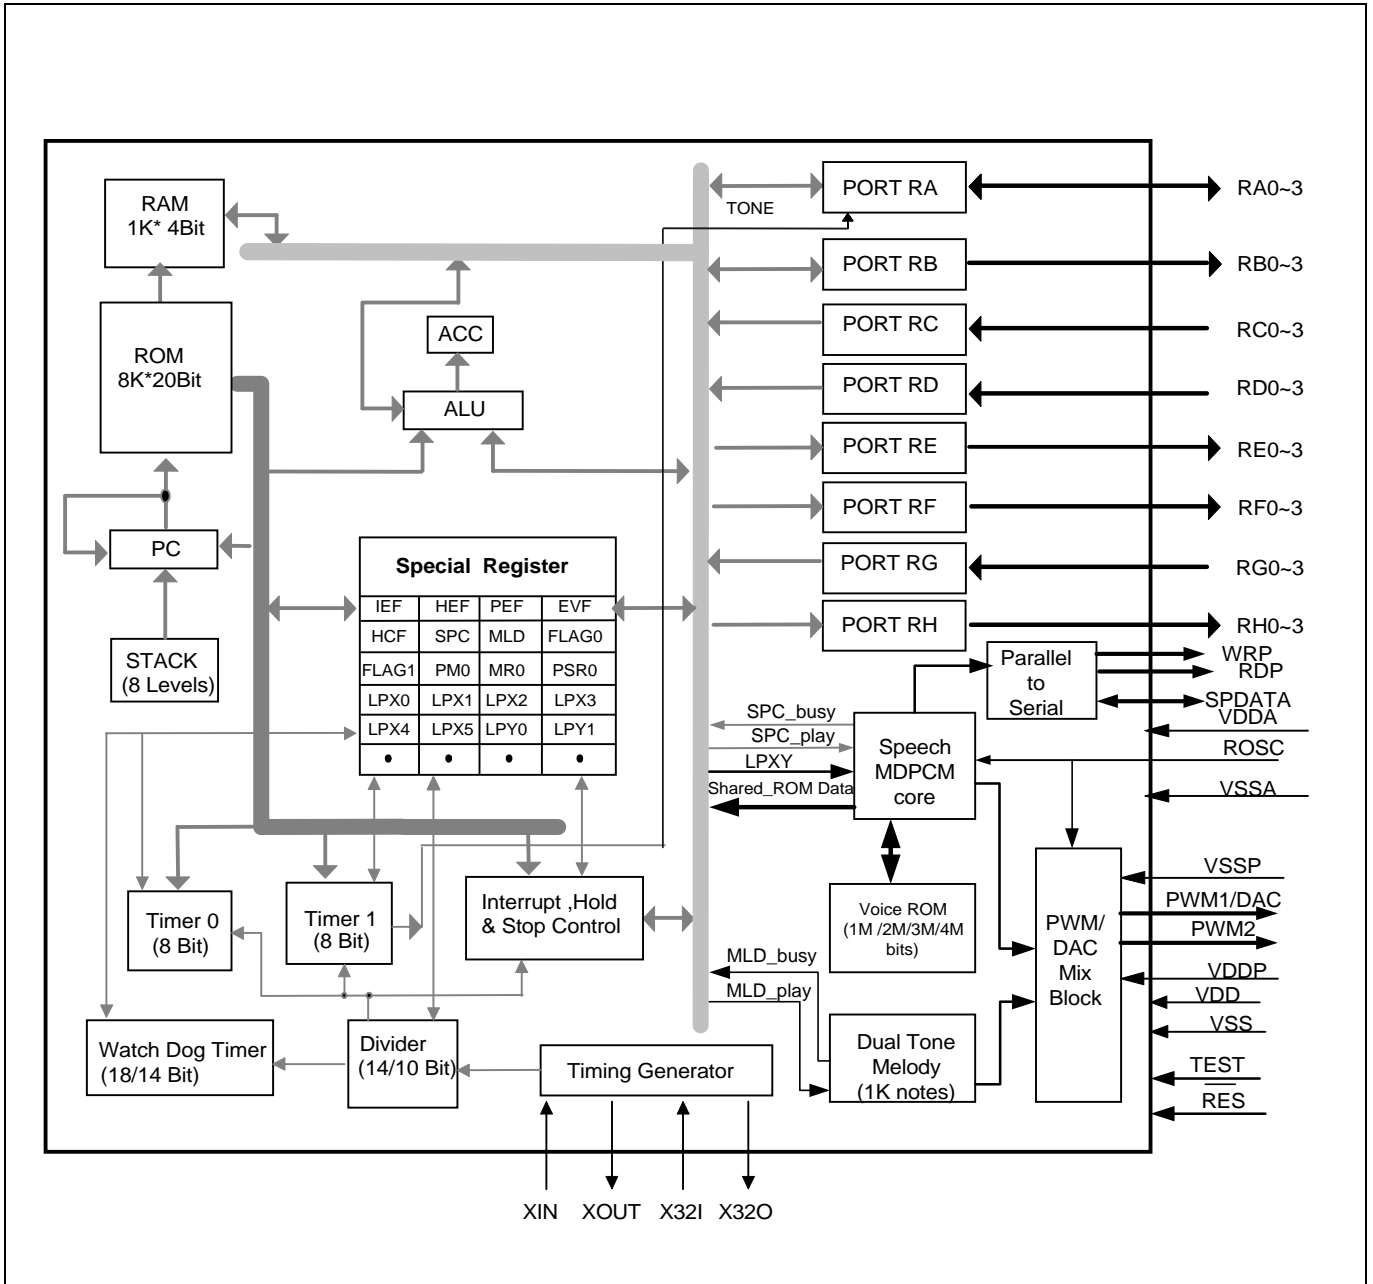 RAM
1K* 4Bit
ROM
8K*20Bit
PC
STACK
(8 Levels)
ACC
ALU
Special Register
IEF HEF PEF EVF
HCF SPC MLD FLAG0
FLAG1 PM0 MR0 PSR0
LPX0 LPX1 LPX2 LPX3
LPX4 LPX5 LPY0 LPY1
Timer 0
(8 Bit)
Timer 1
(8 Bit)
Interrupt ,Hold
& Stop Control
Watch Dog Timer
(18/14 Bit)
Divider
(14/10 Bit)
Timing Generator
XIN XOUT X32I X32O
TONE
PORT RA
PORT RB
PORT RC
PORT RD
PORT RE
PORT RF
PORT RG
PORT RH
RA0~3
RB0~3
RC0~3
RD0~3
RE0~3
RF0~3
RG0~3
RH0~3
Parallel
to
Serial
WRP
RDP
SPDATA
VDDA
ROSC
VSSA
SPC_busy
SPC_play
LPXY
Shared_ROM Data
Speech
MDPCM
core
Voice ROM
(1M /2M/3M/4M
bits)
MLD_busy
MLD_play
Dual Tone
Melody
(1K notes)
PWM/
DAC
Mix
Block
VSSP
PWM1/DAC
PWM2
VDDP
VDD
VSS
TEST
RES